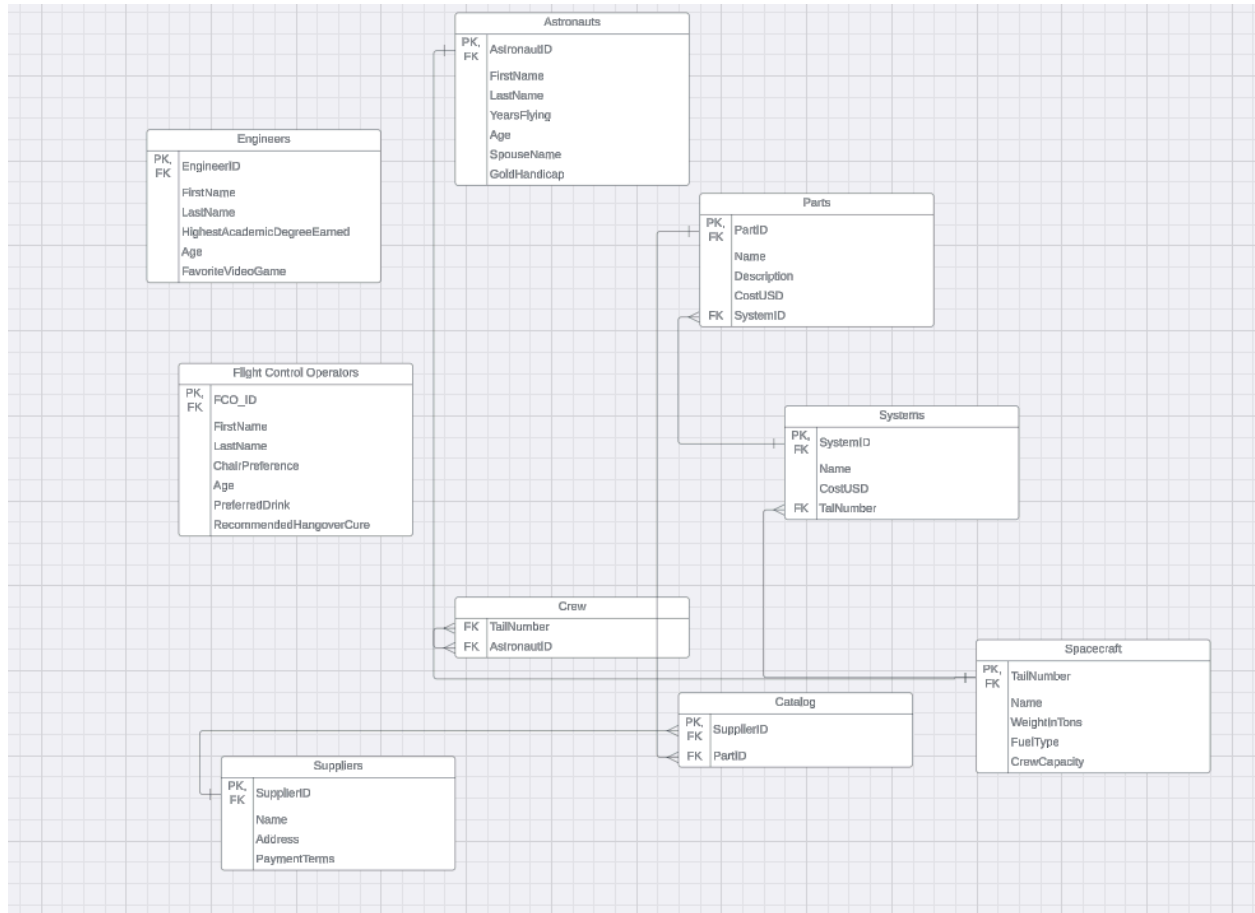 Astronauts
PK, FK AstronautID
FirstName
LastName
YearsFlying
Age
SpouseName
GoldHandicap
Engineers
PK, FK EngineerID
FirstName
LastName
HighestAcademicDegreeEarned
Age
FavoriteVideoGame
Parts
PK, FK PartID
Name
Description
CostUSD
FK SystemID
Flight Control Operators
PK, FK FCO_ID
FirstName
LastName
ChairPreference
Age
PreferredDrink
RecommendedHangoverCure
Systems
PK, FK SystemID
Name
CostUSD
FK TalNumber
Crew
FK TailNumber
FK AstronautID
Spacecraft
PK, FK TailNumber
Name
WeightInTons
FuelType
CrewCapacity
Catalog
PK, FK SupplierID
FK PartID
Suppliers
PK, FK SupplierID
Name
Address
PaymentTerms